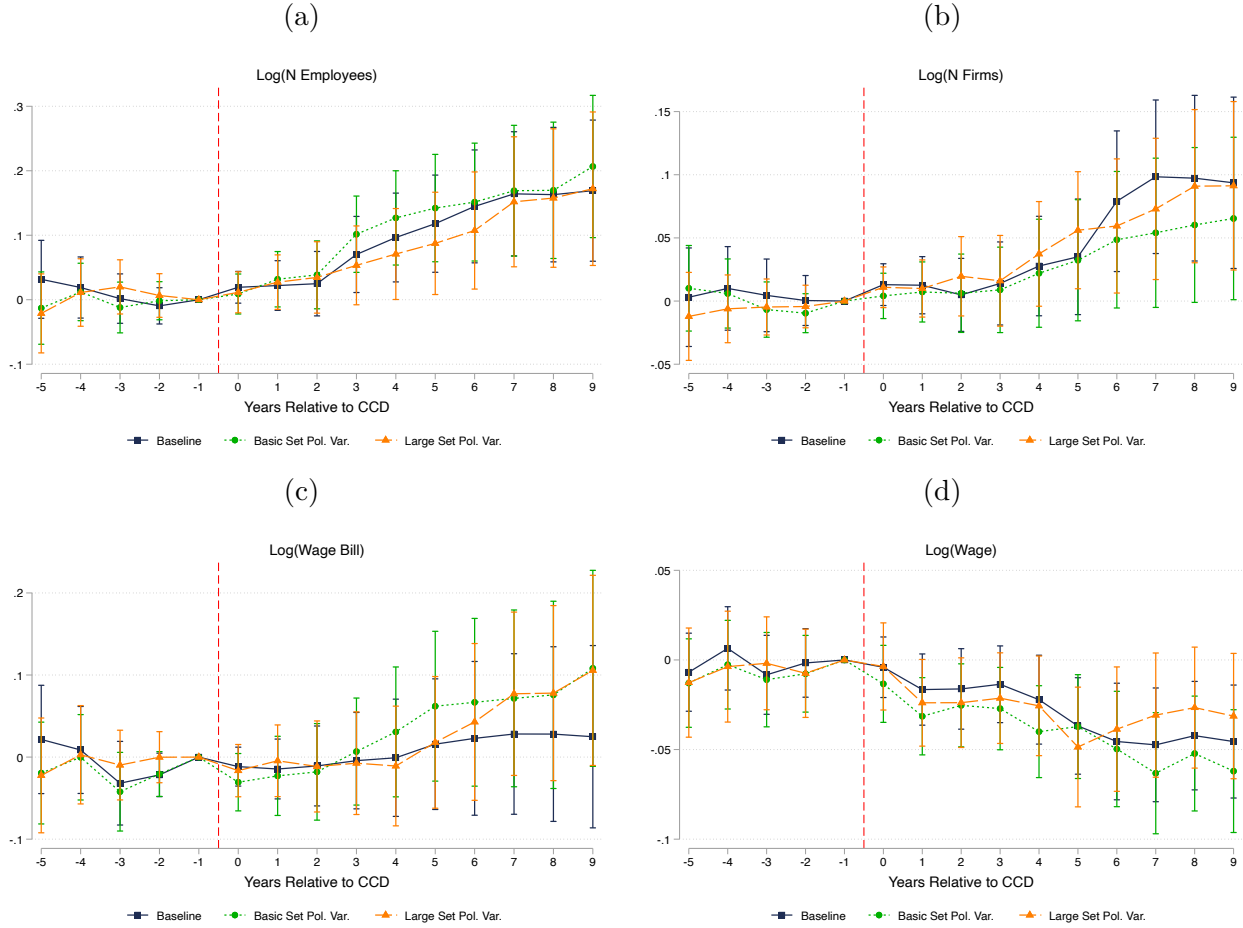 (a)
Log(N Employees)
.3
.2
.1
0
-.1
-5 -4 -3 -2 -1 0 1 2 3 4 5 6 7 8 9
Years Relative to CCD
Baseline Basic Set Pol. Var. Large Set Pol. Var.
(b)
Log(N Firms)
.15
.1
.05
0
-.05
-5 -4 -3 -2 -1 0 1 2 3 4 5 6 7 8 9
Years Relative to CCD
Baseline Basic Set Pol. Var. Large Set Pol. Var.
(c)
Log(Wage Bill)
.2
.1
0
-.1
-5 -4 -3 -2 -1 0 1 2 3 4 5 6 7 8 9
Years Relative to CCD
Baseline Basic Set Pol. Var. Large Set Pol. Var.
(d)
Log(Wage)
.05
0
-.05
-.1
-5 -4 -3 -2 -1 0 1 2 3 4 5 6 7 8 9
Years Relative to CCD
Baseline Basic Set Pol. Var. Large Set Pol. Var.